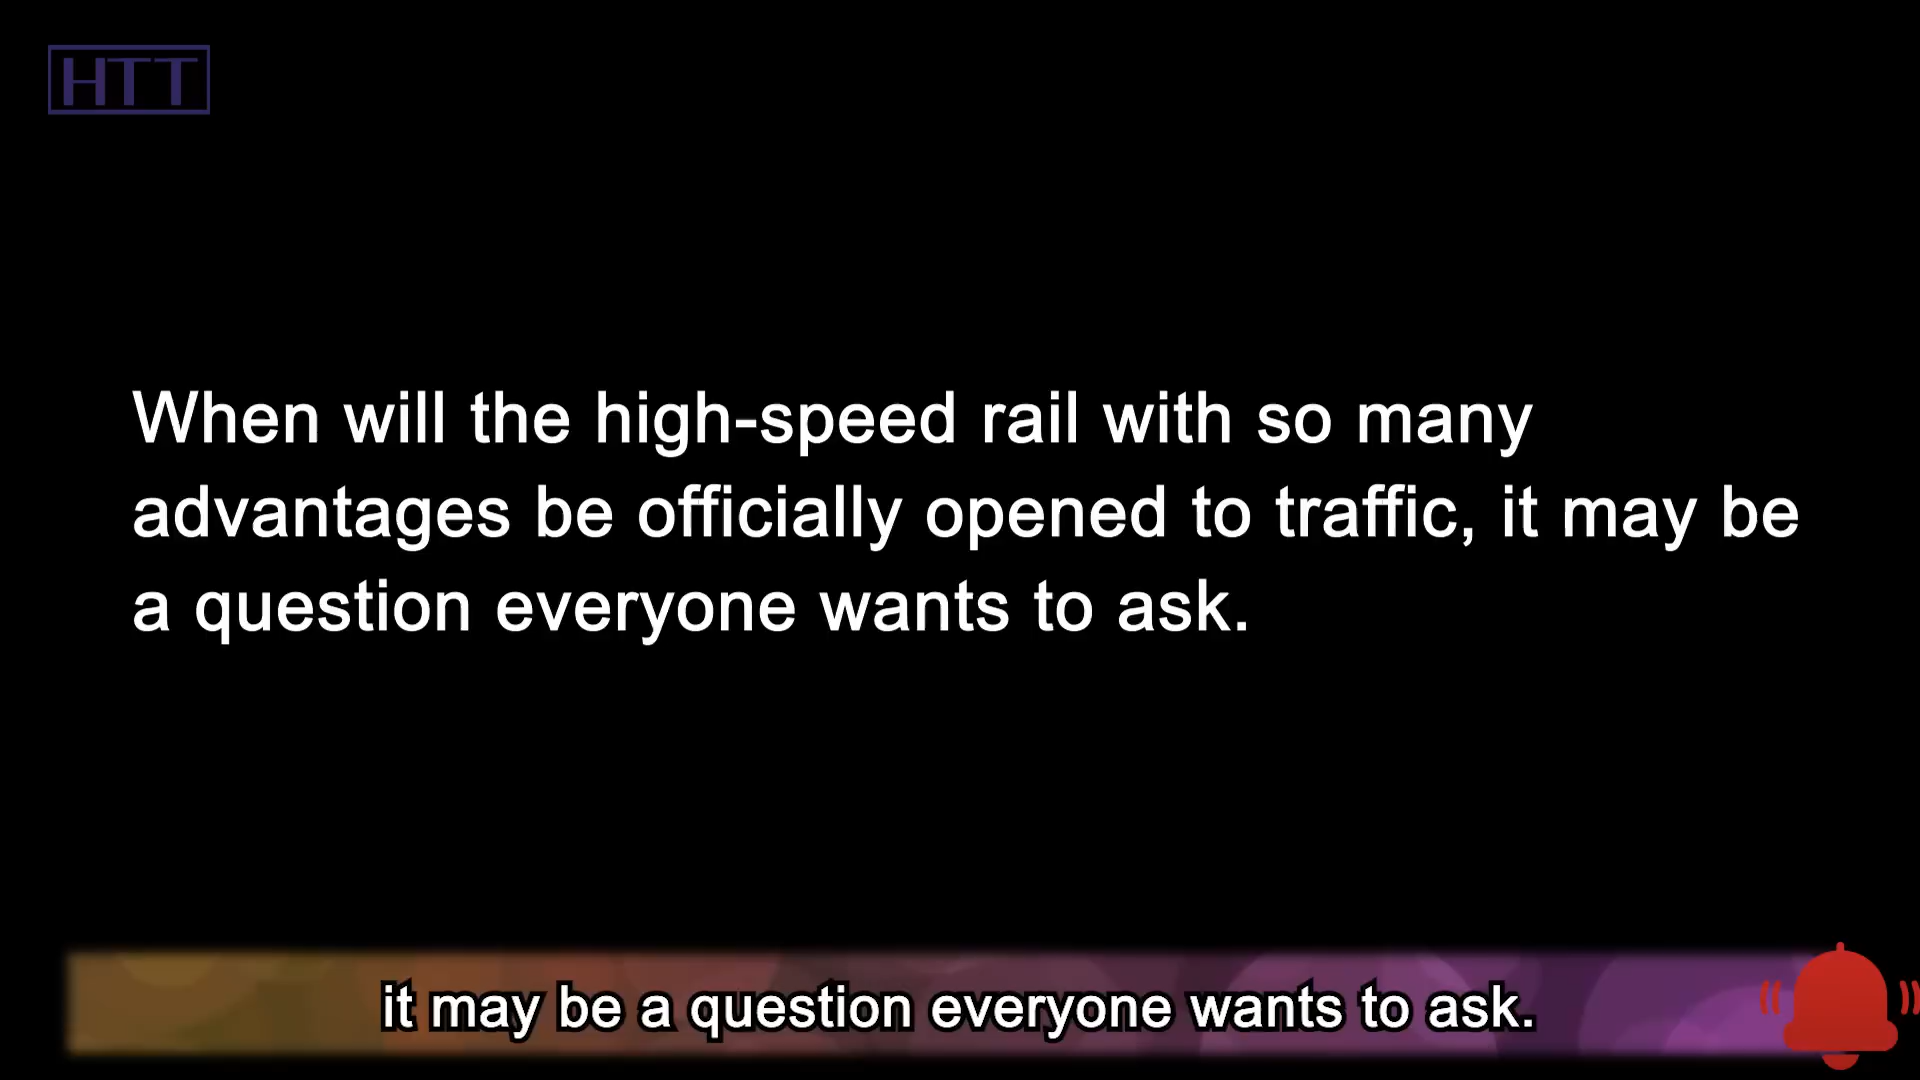 HTT
When will the high-speed rail with so many
advantages be officially opened to traffic, it may be
a question everyone wants to ask.
it may be a question everyone wants to ask.